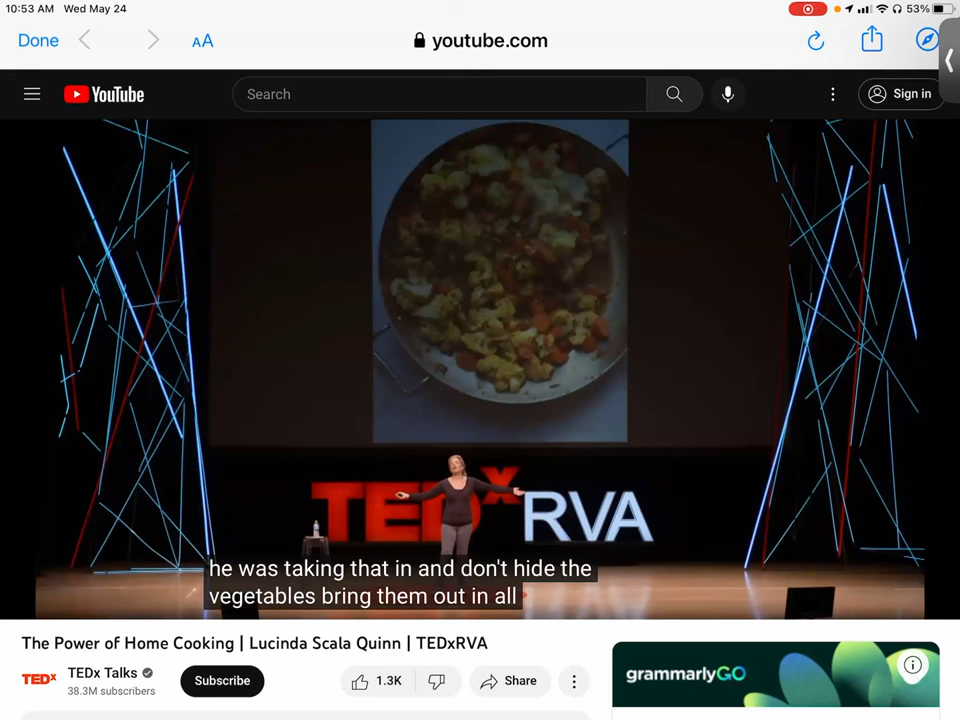 10:53 AM Wed May 24
53%
Done
AA
youtube.com
YouTube
Search
Sign in
TEDxRVA
he was taking that in and don't hide the
vegetables bring them out in all
The Power of Home Cooking | Lucinda Scala Quinn | TEDxRVA
TEDx
TEDx Talks
38.3M subscribers
Subscribe
1.3K
Share
grammarlyGO